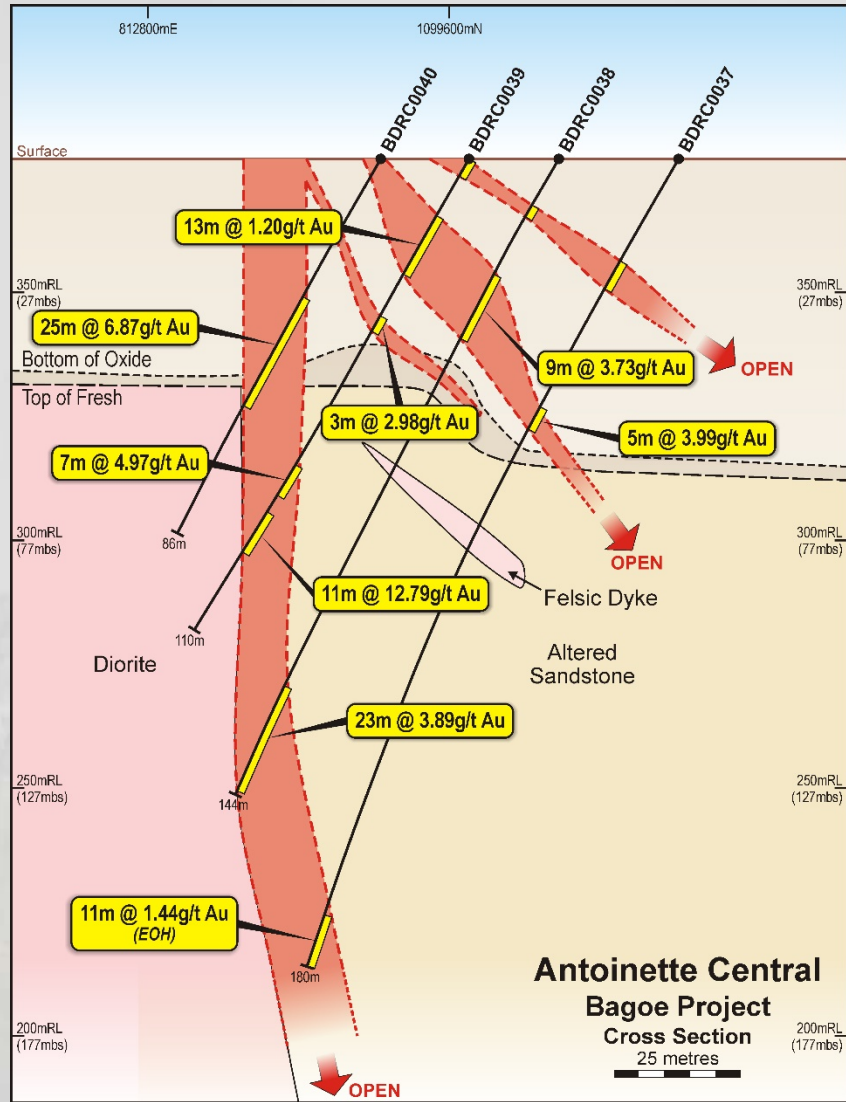 812800mE
1099600mN
BDRC0040
BDRC0039
BDRC0038
BDRC0037
Surface
13m @ 1.20g/t Au
350mRL
(27mbs)
350mRL
(27mbs)
25m @ 6.87g/t Au
Bottom of Oxide
Top of Fresh
9m @ 3.73g/t Au
OPEN
3m @ 2.98g/t Au
5m @ 3.99g/t Au
7m @ 4.97g/t Au
86m
300mRL
(77mbs)
300mRL
(77mbs)
OPEN
11m @ 12.79g/t Au
Felsic Dyke
110m
Diorite
Altered
Sandstone
23m @ 3.89g/t Au
250mRL
(127mbs)
250mRL
(127mbs)
144m
11m @ 1.44g/t Au
(EOH)
180m
Antoinette Central
Bagoe Project
Cross Section
25 metres
200mRL
(177mbs)
200mRL
(177mbs)
OPEN